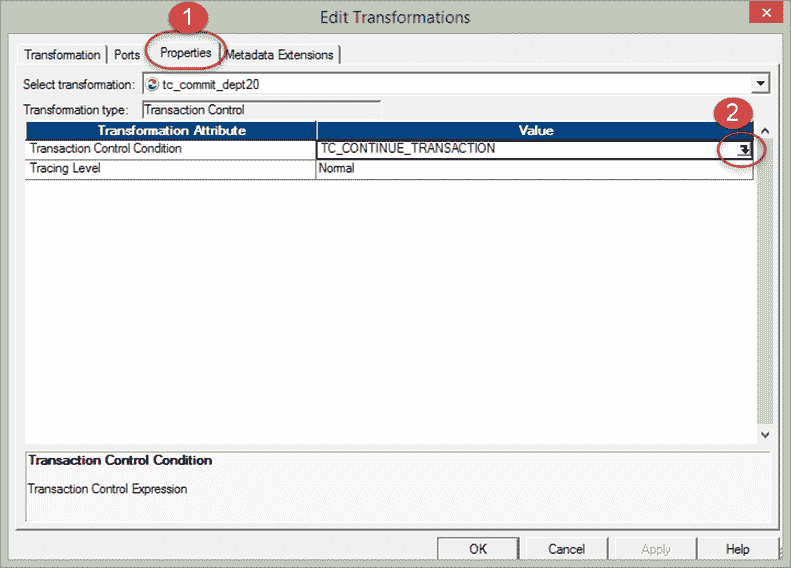 1
Edit Transformations
Transformation Ports Properties Metadata Extensions
Select transformation: tc_commit_dept20
Transformation type: Transaction Control
2
Transformation Attribute Value
Transaction Control Condition TC_CONTINUE_TRANSACTION
Tracing Level Normal
Transaction Control Condition
Transaction Control Expression
OK Cancel Apply Help